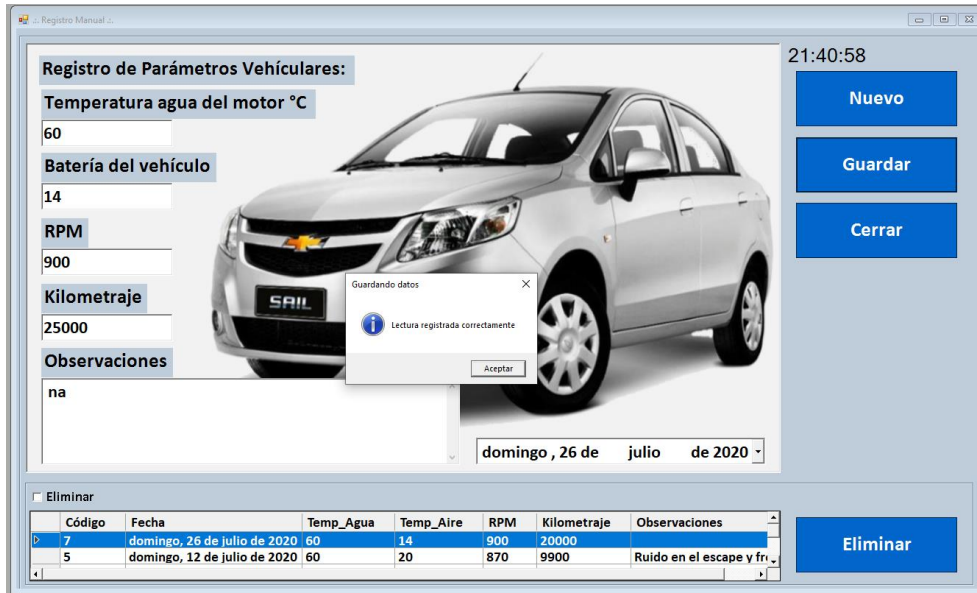 .:. Registro Manual .:.
21:40:58
Registro de Parámetros Vehículares:
Temperatura agua del motor °C
60
Batería del vehículo
14
RPM
900
Kilometraje
25000
Observaciones
na
SAIL
Guardando datos
Lectura registrada correctamente
Aceptar
domingo , 26 de julio de 2020
Nuevo
Guardar
Cerrar
Eliminar
Código Fecha Temp_Agua Temp_Aire RPM Kilometraje Observaciones
7 domingo, 26 de julio de 2020 60 14 900 20000
5 domingo, 12 de julio de 2020 60 20 870 9900 Ruido en el escape y
Eliminar